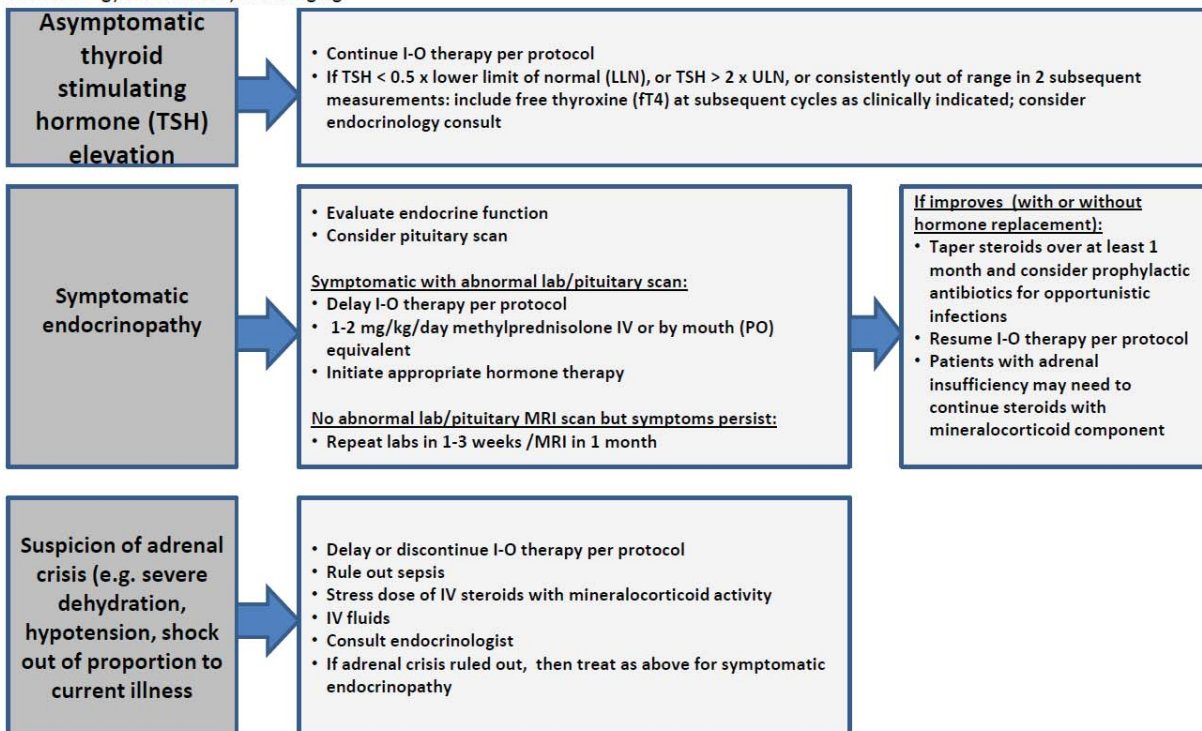 Asymptomatic
thyroid
stimulating
hormone (TSH)
elevation
• Continue I-O therapy per protocol
• If TSH < 0.5 x lower limit of normal (LLN), or TSH > 2 x ULN, or consistently out of range in 2 subsequent
measurements: include free thyroxine (fT4) at subsequent cycles as clinically indicated; consider
endocrinology consult
Symptomatic
endocrinopathy
• Evaluate endocrine function
• Consider pituitary scan
Symptomatic with abnormal lab/pituitary scan:
• Delay I-O therapy per protocol
• 1-2 mg/kg/day methylprednisolone IV or by mouth (PO)
equivalent
• Initiate appropriate hormone therapy
No abnormal lab/pituitary MRI scan but symptoms persist:
• Repeat labs in 1-3 weeks /MRI in 1 month
If improves (with or without
hormone replacement):
• Taper steroids over at least 1
month and consider prophylactic
antibiotics for opportunistic
infections
• Resume I-O therapy per protocol
• Patients with adrenal
insufficiency may need to
continue steroids with
mineralocorticoid component
Suspicion of adrenal
crisis (e.g. severe
dehydration,
hypotension, shock
out of proportion to
current illness
• Delay or discontinue I-O therapy per protocol
• Rule out sepsis
• Stress dose of IV steroids with mineralocorticoid activity
• IV fluids
• Consult endocrinologist
• If adrenal crisis ruled out, then treat as above for symptomatic
endocrinopathy